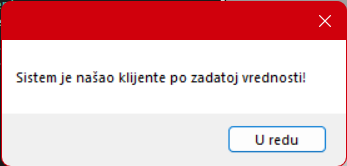 Sistem je našao klijente po zadatoj vrednosti!
U redu